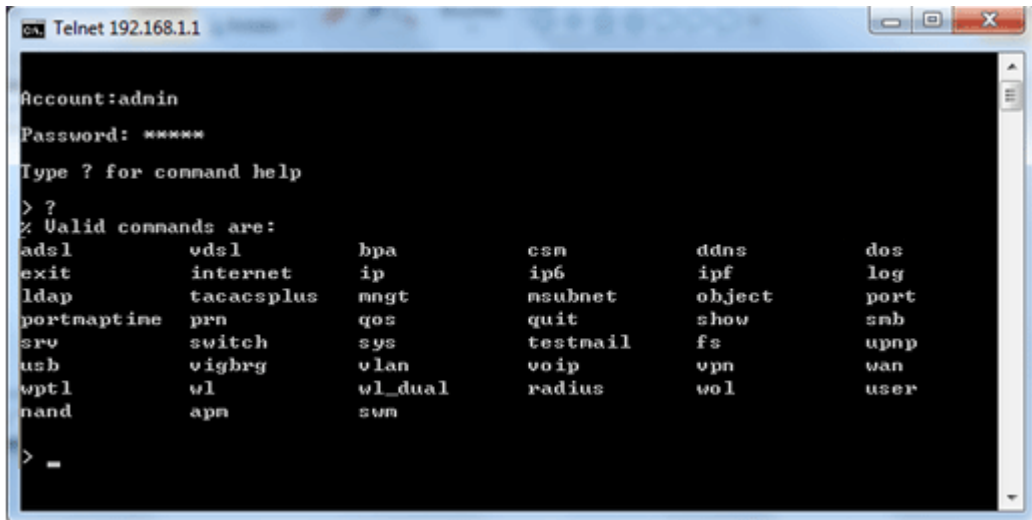 Telnet 192.168.1.1
Account:admin
Password: *****
Type ? for command help
> ?
% Valid commands are:
adsl vdsl bpa csm ddns dos
exit internet ip ip6 ipf log
ldap tacacsplus mngt msubnet object port
portmaptime prn qos quit show smb
srv switch sys testmail fs upnp
usb vigbrg vlan voip vpn wan
wptl wl wl_dual radius wol user
nand apm swm
> _